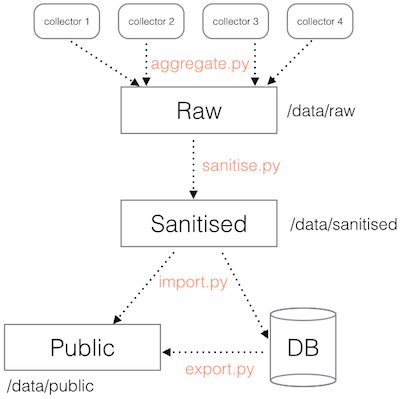 collector 1
collector 2
collector 3
collector 4
aggregate.py
Raw
/data/raw
sanitise.py
Sanitised
/data/sanitised
import.py
Public
DB
export.py
/data/public